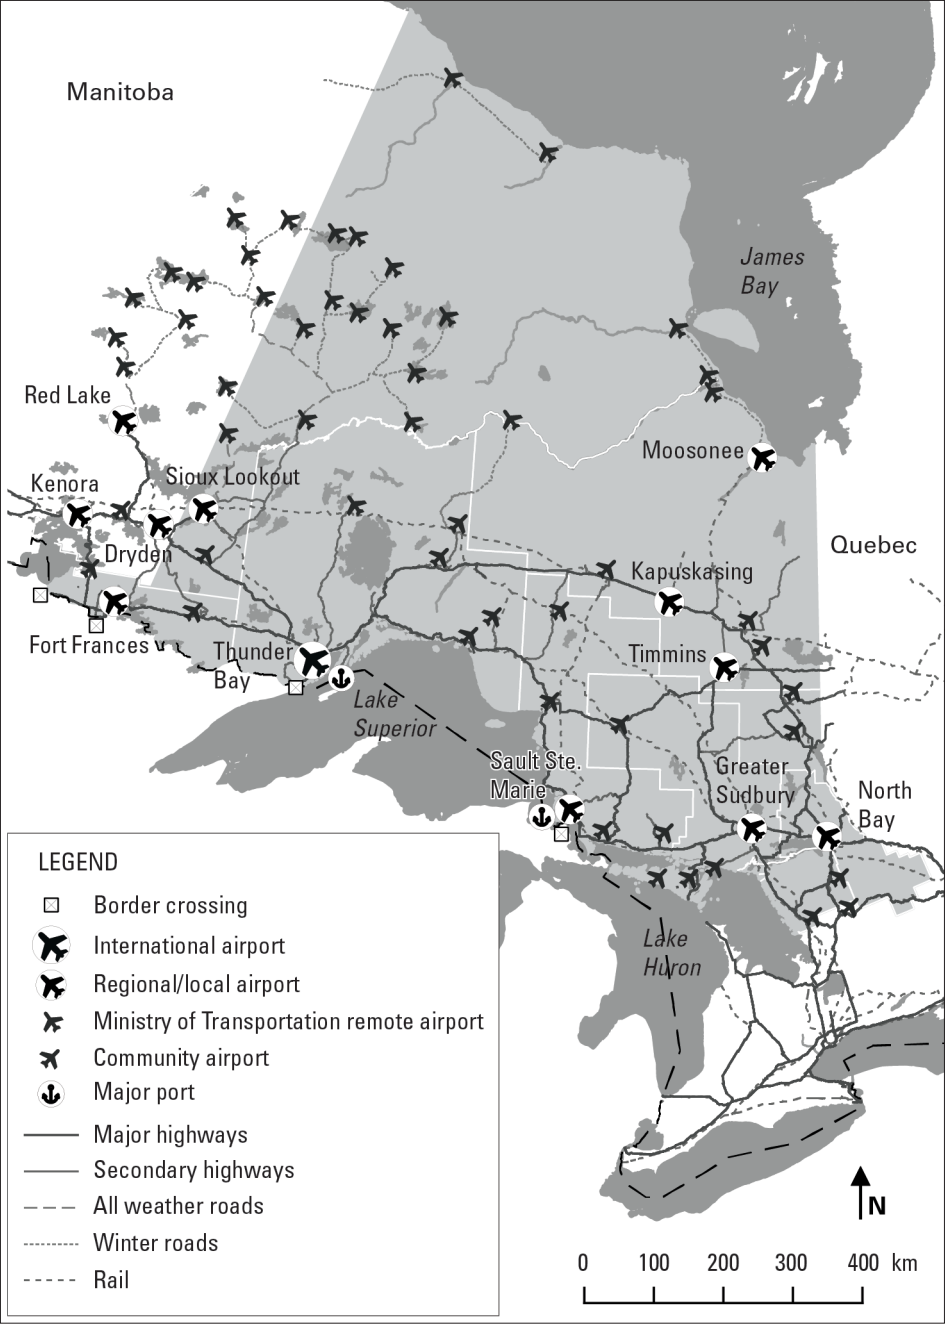 Manitoba
James
Bay
Red Lake
Moosonee
Kenora
Sioux Lookout
Dryden
Quebec
Kapuskasing
Fort Frances
Thunder
Bay
Timmins
Lake
Superior
Sault Ste.
Marie
Greater
Sudbury
North
Bay
Lake
Huron
LEGEND
Border crossing
International airport
Regional/local airport
Ministry of Transportation remote airport
Community airport
Major port
Major highways
Secondary highways
All weather roads
Winter roads
Rail
N
0 100 200 300 400 km